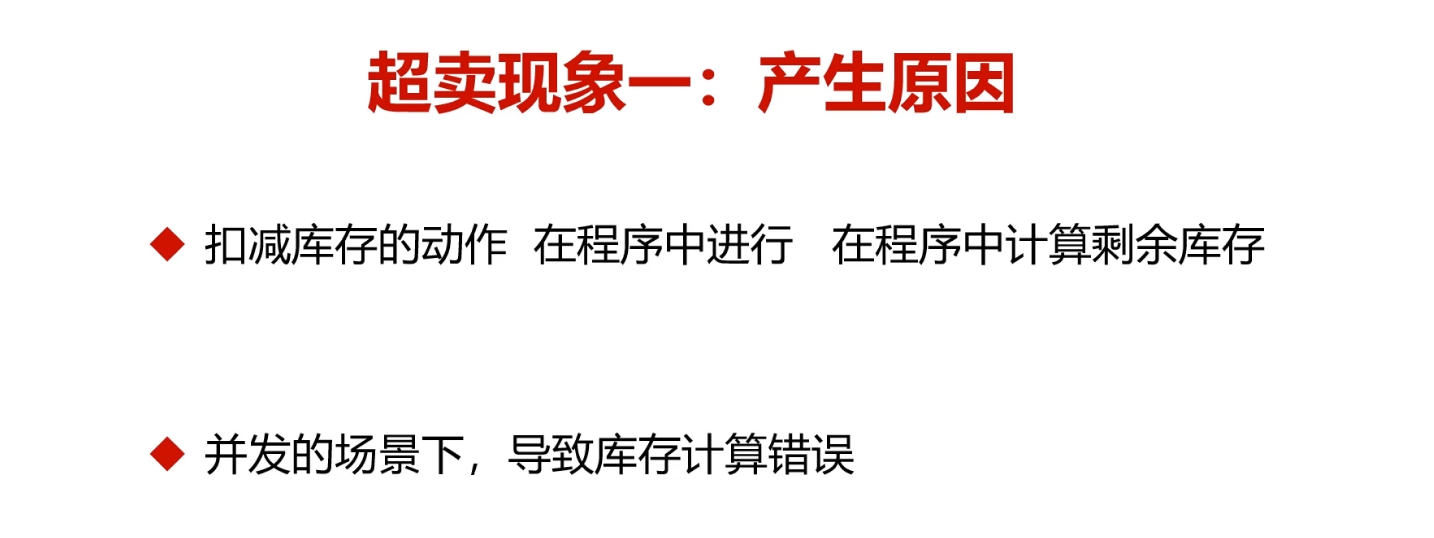 超卖现象一：产生原因
扣减库存的动作 在程序中进行 在程序中计算剩余库存
并发的场景下，导致库存计算错误